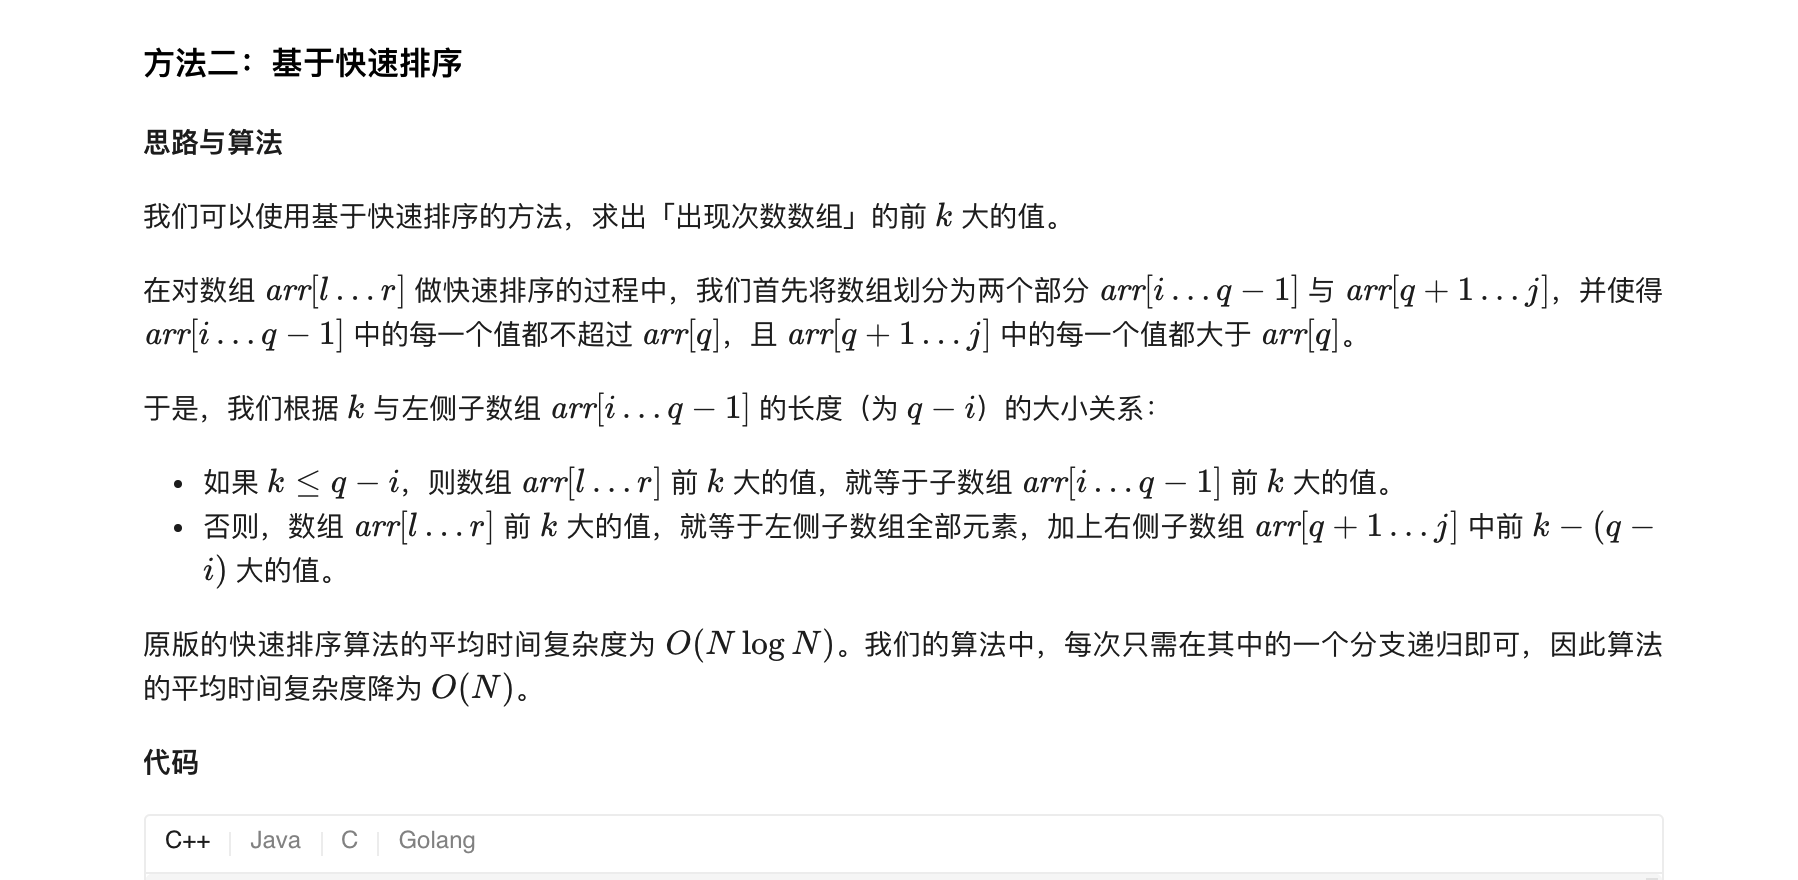 方法二：基于快速排序
思路与算法
我们可以使用基于快速排序的方法，求出「出现次数数组」的前 k 大的值。
在对数组 arr[l…r] 做快速排序的过程中，我们首先将数组划分为两个部分 arr[i…q − 1] 与 arr[q + 1…j]，并使得
arr[i…q − 1] 中的每一个值都不超过 arr[q]，且 arr[q + 1…j] 中的每一个值都大于 arr[q]。
于是，我们根据 k 与左侧子数组 arr[i…q − 1] 的长度（为 q − i）的大小关系：
• 如果 k ≤ q − i，则数组 arr[l…r] 前 k 大的值，就等于子数组 arr[i…q − 1] 前 k 大的值。
• 否则，数组 arr[l…r] 前 k 大的值，就等于左侧子数组全部元素，加上右侧子数组 arr[q + 1…j] 中前 k − (q −
i) 大的值。
原版的快速排序算法的平均时间复杂度为 O(N log N)。我们的算法中，每次只需在其中的一个分支递归即可，因此算法
的平均时间复杂度降为 O(N)。
代码
C++ Java C Golang